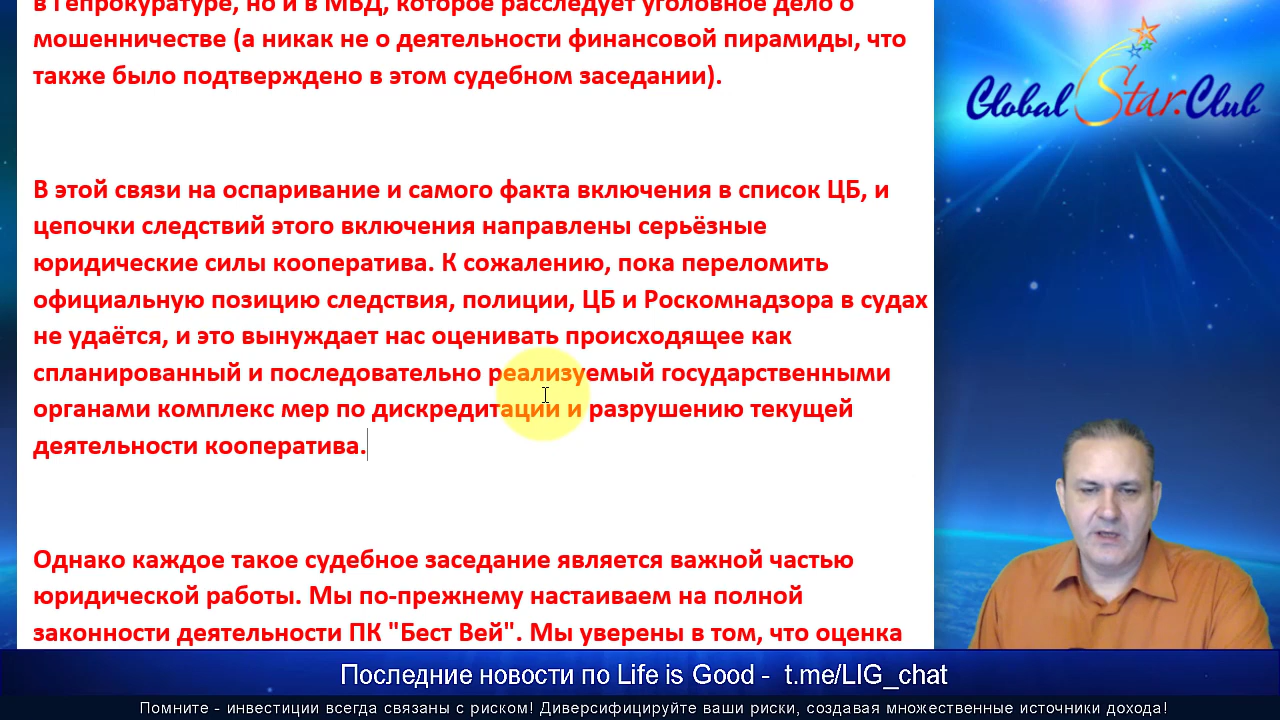 в Генпрокуратуре, но и в МВД, которое расследует уголовное дело о
мошенничестве (а никак не о деятельности финансовой пирамиды, что
также было подтверждено в этом судебном заседании).
В этой связи на оспаривание и самого факта включения в список ЦБ, и
цепочки следствий этого включения направлены серьёзные
юридические силы кооператива. К сожалению, пока переломить
официальную позицию следствия, полиции, ЦБ и Роскомнадзора в судах
не удаётся, и это вынуждает нас оценивать происходящее как
спланированный и последовательно реализуемый государственными
органами комплекс мер по дискредитации и разрушению текущей
деятельности кооператива.
Однако каждое такое судебное заседание является важной частью
юридической работы. Мы по-прежнему настаиваем на полной
законности деятельности ПК "Бест Вей". Мы уверены в том, что оценка
Global Star.Club
Последние новости по Life is Good - t.me/LIG_chat
Помните - инвестиции всегда связаны с риском! Диверсифицируйте ваши риски, создавая множественные источники дохода!